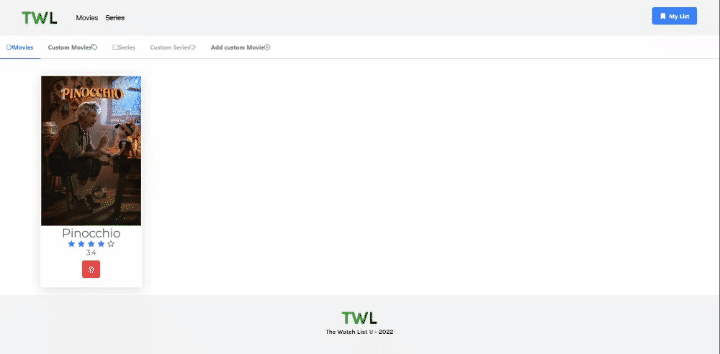 TWL Movies Series My List
Movies Custom Movies Series Custom Series Add custom Movie
PINOCCHIO
Pinocchio
3.4
TWL
The Watch List © - 2022